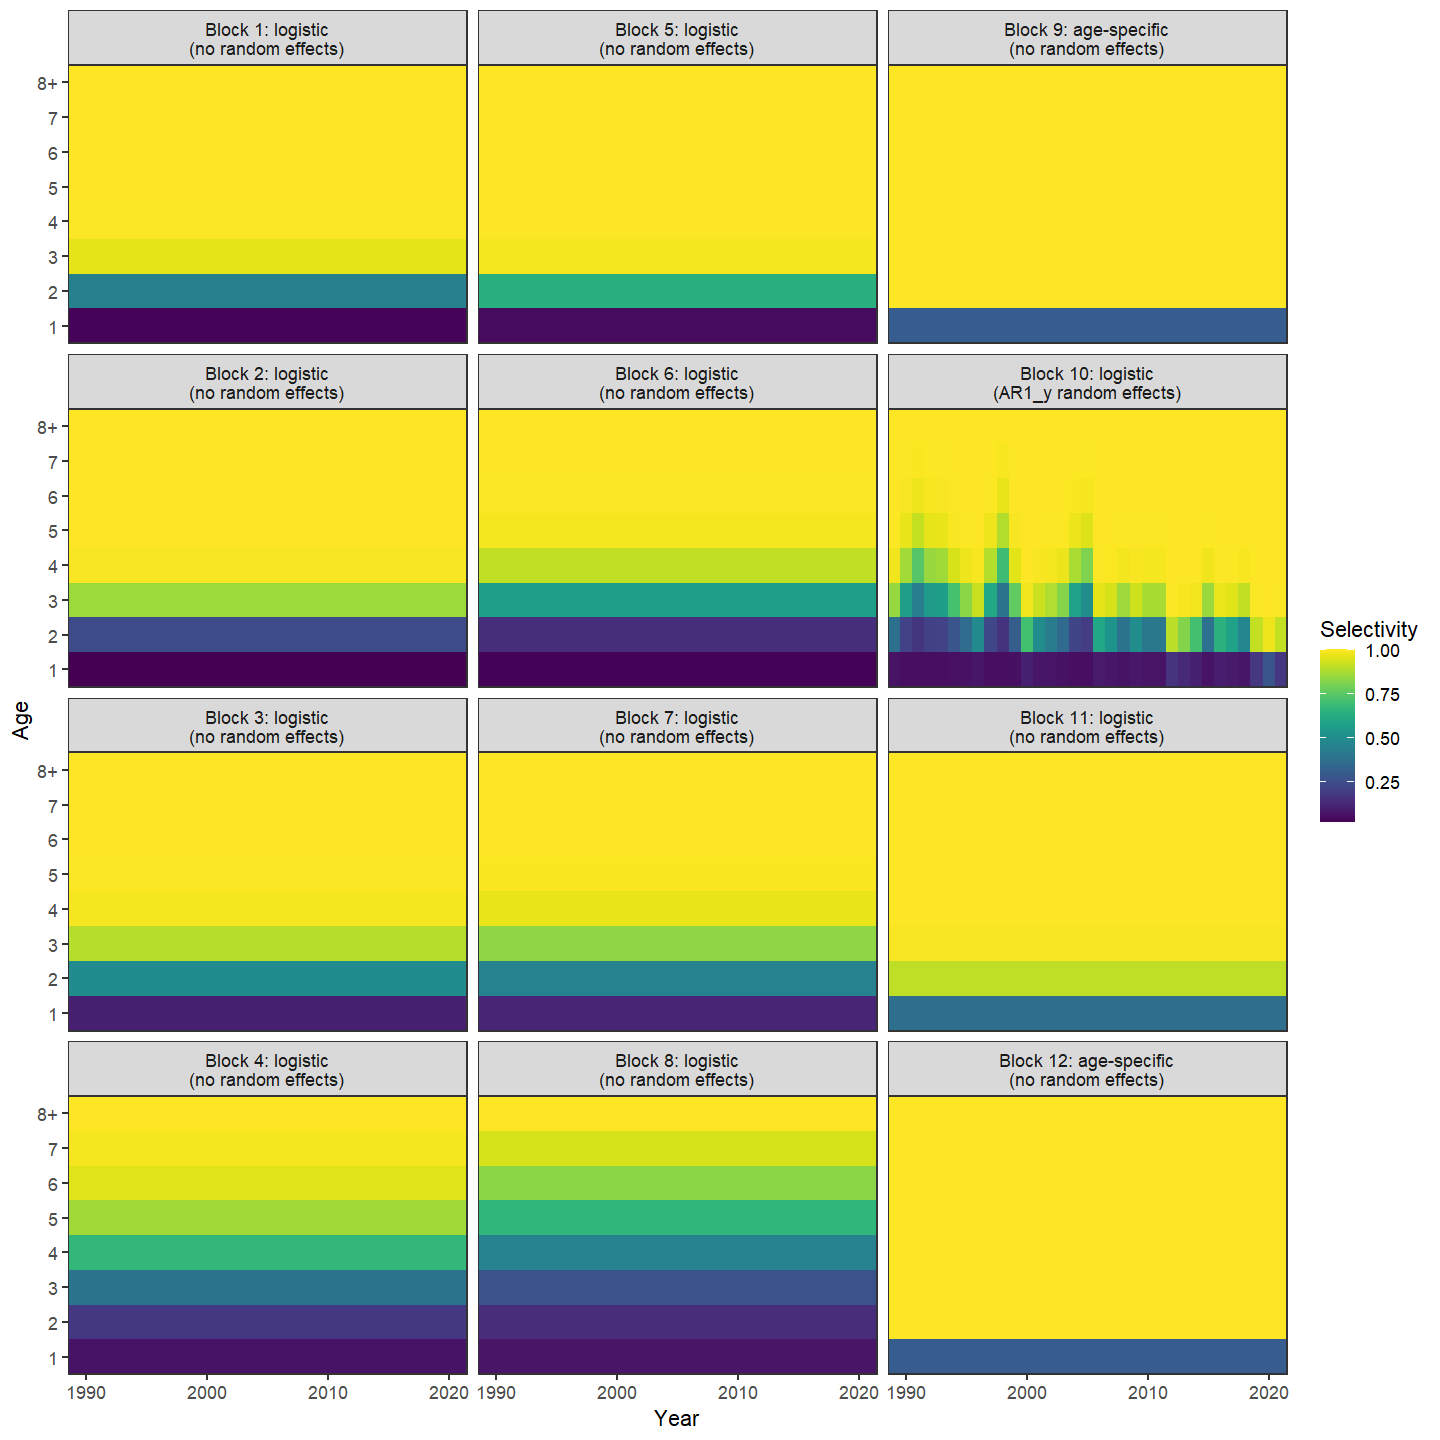 Block 1: logistic
(no random effects)
Block 5: logistic
(no random effects)
Block 9: age-specific
(no random effects)
8+
7
6
5
4
3
2
1
Block 2: logistic
(no random effects)
Block 6: logistic
(no random effects)
Block 10: logistic
(AR1_y random effects)
8+
7
6
5
4
3
2
1
Block 3: logistic
(no random effects)
Block 7: logistic
(no random effects)
Block 11: logistic
(no random effects)
8+
7
6
5
4
3
2
1
Block 4: logistic
(no random effects)
Block 8: logistic
(no random effects)
Block 12: age-specific
(no random effects)
8+
7
6
5
4
3
2
1
1990 2000 2010 2020
1990 2000 2010 2020
1990 2000 2010 2020
Year
Age
Selectivity
1.00
0.75
0.50
0.25